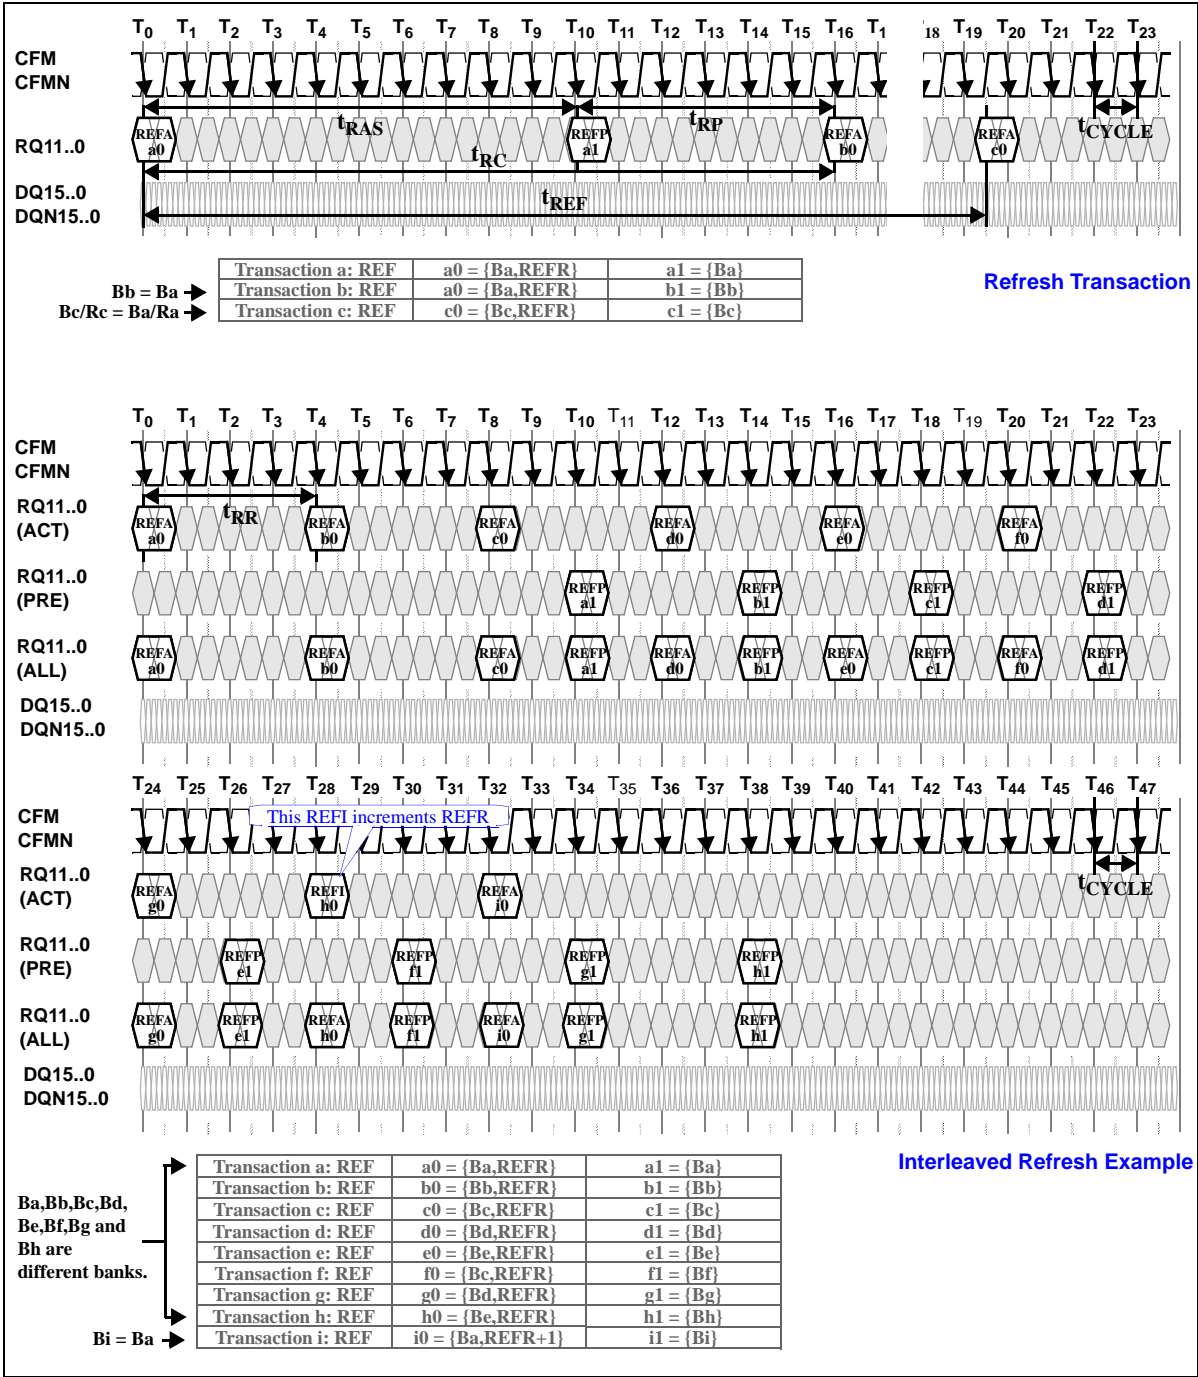 T0 T1 T2 T3 T4 T5 T6 T7 T8 T9 T10 T11 T12 T13 T14 T15 T16 T1 18 T19 T20 T21 T22 T23
CFM
CFMN
tRAS tRP tCYCLE
RQ11..0
REFA a0 REFP a1 REFA b0 REFA c0
tRC
DQ15..0
DQN15..0
tREF
Transaction a: REF a0 = {Ba,REFR} a1 = {Ba}
Bb = Ba Transaction b: REF a0 = {Ba,REFR} b1 = {Bb}
Bc/Rc = Ba/Ra Transaction c: REF c0 = {Bc,REFR} c1 = {Bc}
Refresh Transaction
T0 T1 T2 T3 T4 T5 T6 T7 T8 T9 T10 T11 T12 T13 T14 T15 T16 T17 T18 T19 T20 T21 T22 T23
CFM
CFMN
tRR
RQ11..0
(ACT)
REFA a0 REFA b0 REFA c0 REFA d0 REFA e0 REFA f0
RQ11..0
(PRE)
REFP a1 REFP b1 REFP c1 REFP d1
RQ11..0
(ALL)
REFA a0 REFA b0 REFA c0 REFP a1 REFA d0 REFP b1 REFA e0 REFP c1 REFA f0 REFP d1
DQ15..0
DQN15..0
T24 T25 T26 T27 T28 T29 T30 T31 T32 T33 T34 T35 T36 T37 T38 T39 T40 T41 T42 T43 T44 T45 T46 T47
CFM
CFMN
This REFI increments REFR
RQ11..0
(ACT)
REFA g0 REFI h0 REFA i0
tCYCLE
RQ11..0
(PRE)
REFP e1 REFP f1 REFP g1 REFP h1
RQ11..0
(ALL)
REFA g0 REFP e1 REFA h0 REFP f1 REFA i0 REFP g1 REFP h1
DQ15..0
DQN15..0
Interleaved Refresh Example
Ba,Bb,Bc,Bd,
Be,Bf,Bg and
Bh are
different banks.
Transaction a: REF a0 = {Ba,REFR} a1 = {Ba}
Transaction b: REF b0 = {Bb,REFR} b1 = {Bb}
Transaction c: REF c0 = {Bc,REFR} c1 = {Bc}
Transaction d: REF d0 = {Bd,REFR} d1 = {Bd}
Transaction e: REF e0 = {Be,REFR} e1 = {Be}
Transaction f: REF f0 = {Bc,REFR} f1 = {Bf}
Transaction g: REF g0 = {Bd,REFR} g1 = {Bg}
Transaction h: REF h0 = {Be,REFR} h1 = {Bh}
Bi = Ba Transaction i: REF i0 = {Ba,REFR+1} i1 = {Bi}